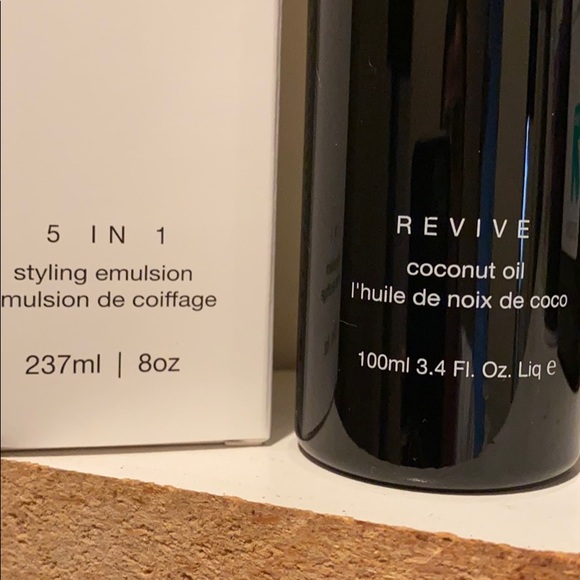 5 IN 1
styling emulsion
mulsion de coiffage
237ml | 8oz
REVIVE
coconut oil
l'huile de noix de coco
100ml 3.4 Fl. Oz. Liq e